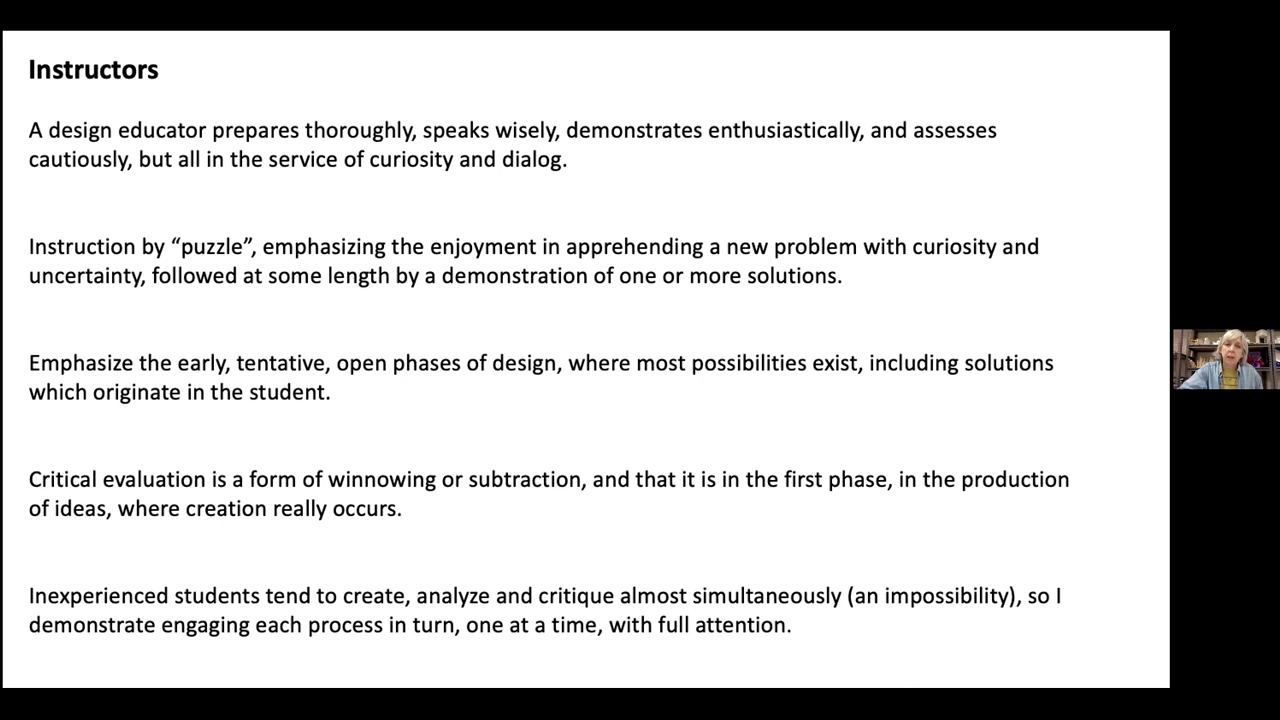 Instructors
A design educator prepares thoroughly, speaks wisely, demonstrates enthusiastically, and assesses
cautiously, but all in the service of curiosity and dialog.
Instruction by “puzzle”, emphasizing the enjoyment in apprehending a new problem with curiosity and
uncertainty, followed at some length by a demonstration of one or more solutions.
Emphasize the early, tentative, open phases of design, where most possibilities exist, including solutions
which originate in the student.
Critical evaluation is a form of winnowing or subtraction, and that it is in the first phase, in the production
of ideas, where creation really occurs.
Inexperienced students tend to create, analyze and critique almost simultaneously (an impossibility), so I
demonstrate engaging each process in turn, one at a time, with full attention.